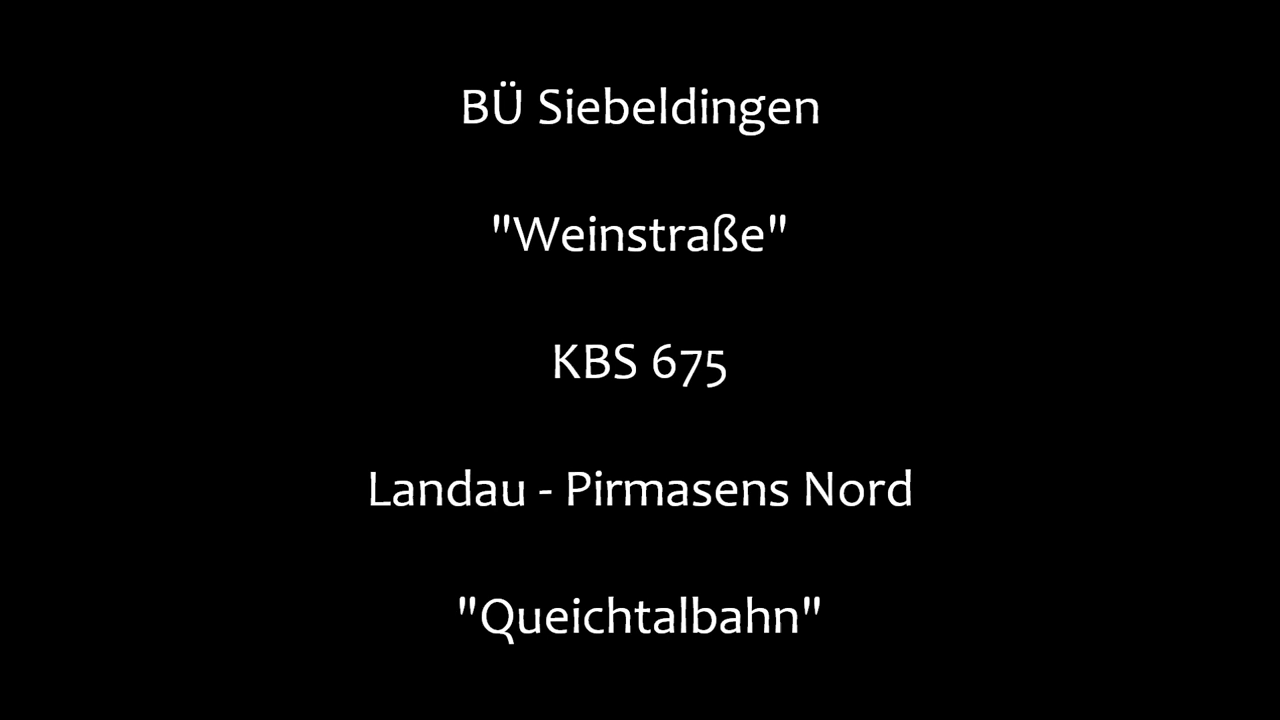 BÜ Siebeldingen
"Weinstraße"
KBS 675
Landau - Pirmasens Nord
"Queichtalbahn"